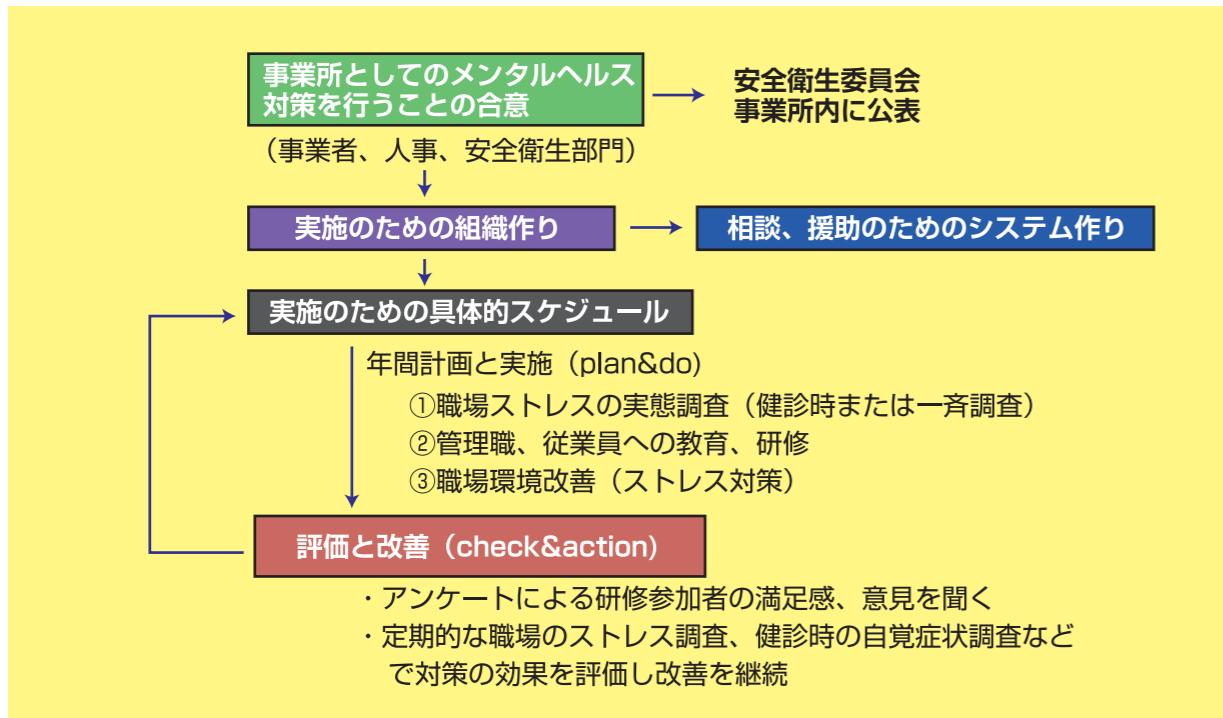 事業所としてのメンタルヘルス
対策を行うことの合意
安全衛生委員会
事業所内に公表
（事業者、人事、安全衛生部門）
実施のための組織作り
相談、援助のためのシステム作り
実施のための具体的スケジュール
年間計画と実施（plan&do)
①職場ストレスの実態調査（健診時または一斉調査）
②管理職、従業員への教育、研修
③職場環境改善（ストレス対策）
評価と改善（check&action)
・アンケートによる研修参加者の満足感、意見を聞く
・定期的な職場のストレス調査、健診時の自覚症状調査など
で対策の効果を評価し改善を継続